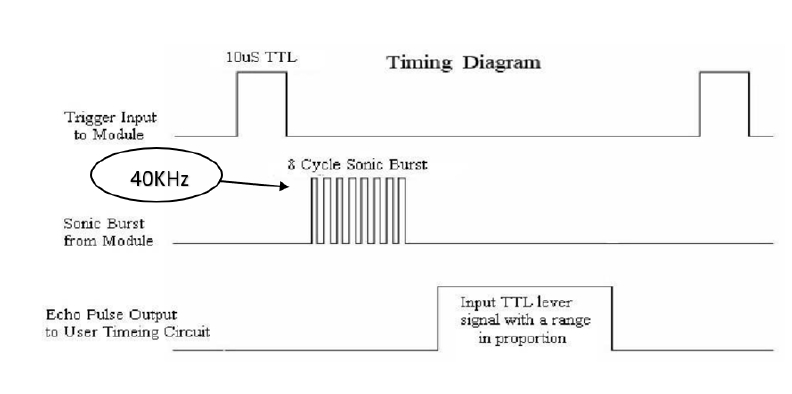 10uS TTL
Timing Diagram
Trigger Input
to Module
8 Cycle Sonic Burst
40KHz
Sonic Burst
from Module
Input TTL lever
signal with a range
in proportion
Echo Pulse Output
to User Timeing Circuit